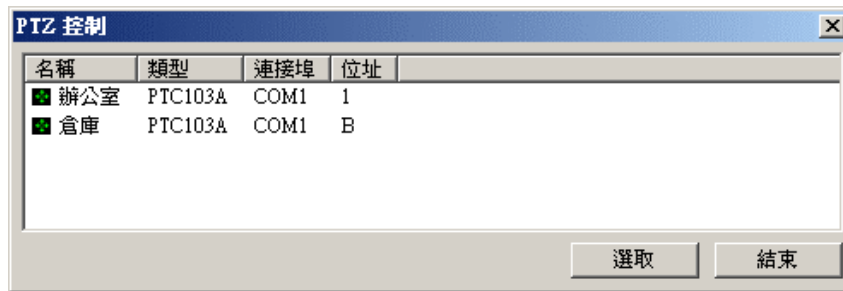 PTZ 控制
名稱 類型 連接埠 位址
辦公室 PTC103A COM1 1
倉庫 PTC103A COM1 B
選取 結束